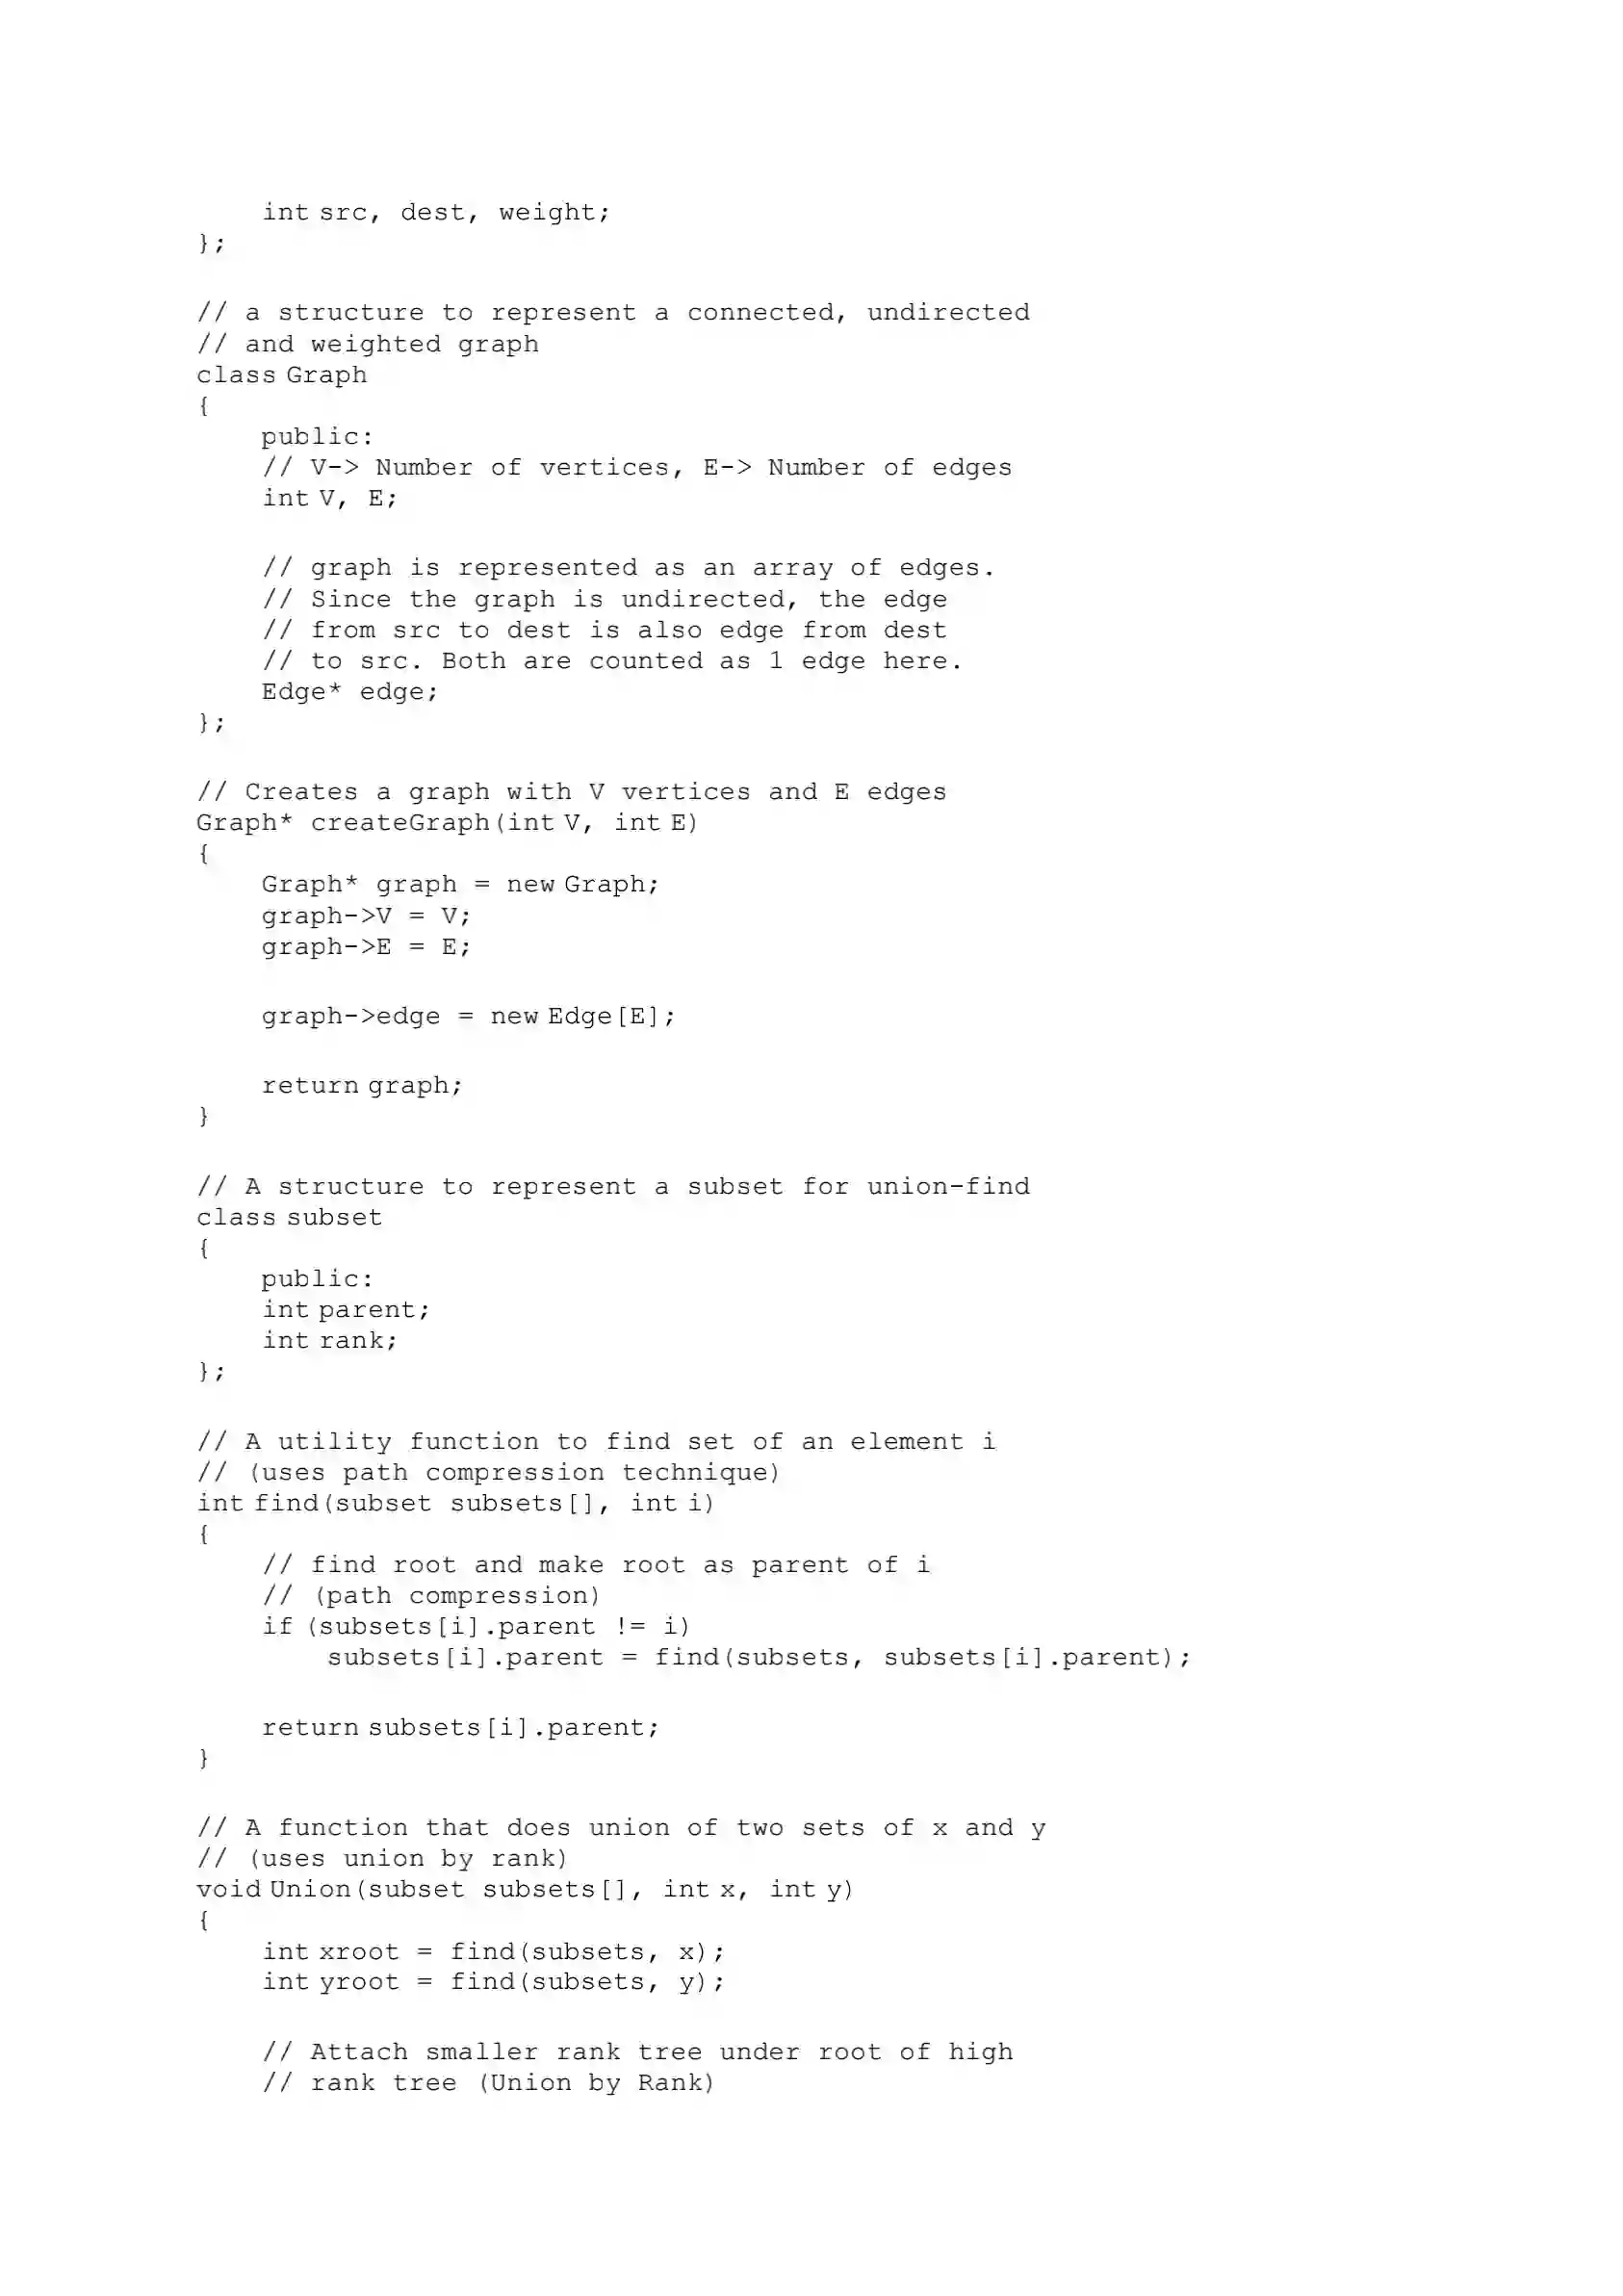 int src, dest, weight;
};
// a structure to represent a connected, undirected
// and weighted graph
class Graph
{
public:
// V-> Number of vertices, E-> Number of edges
int V, E;
// graph is represented as an array of edges.
// Since the graph is undirected, the edge
// from src to dest is also edge from dest
// to src. Both are counted as 1 edge here.
Edge* edge;
};
// Creates a graph with V vertices and E edges
Graph* createGraph(int V, int E)
{
Graph* graph = new Graph;
graph->V = V;
graph->E = E;
graph->edge = new Edge[E];
return graph;
}
// A structure to represent a subset for union-find
class subset
{
public:
int parent;
int rank;
};
// A utility function to find set of an element i
// (uses path compression technique)
int find(subset subsets[], int i)
{
// find root and make root as parent of i
// (path compression)
if (subsets[i].parent != i)
subsets[i].parent = find(subsets, subsets[i].parent);
return subsets[i].parent;
}
// A function that does union of two sets of x and y
// (uses union by rank)
void Union(subset subsets[], int x, int y)
{
int xroot = find(subsets, x);
int yroot = find(subsets, y);
// Attach smaller rank tree under root of high
// rank tree (Union by Rank)